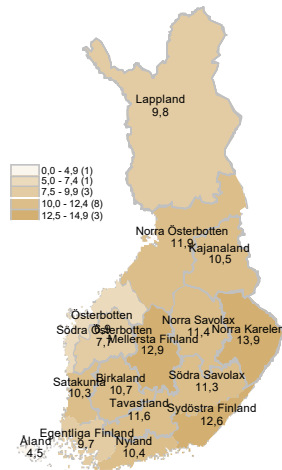 Lappland
9,8
0,0 - 4,9 (1)
5,0 - 7,4 (1)
7,5 - 9,9 (3)
10,0 - 12,4 (8)
12,5 - 14,9 (3)
Norra Österbotten
11,9
Kajanaland
10,5
Österbotten
6,9
Södra Österbotten
7,7
Mellersta Finland
12,9
Norra Savolax
11,4
Norra Karelen
13,9
Satakunta
10,3
Birkaland
10,7
Södra Savolax
11,3
Tavastland
11,6
Sydöstra Finland
12,6
Egentliga Finland
9,7
Åland
4,5
Nyland
10,4